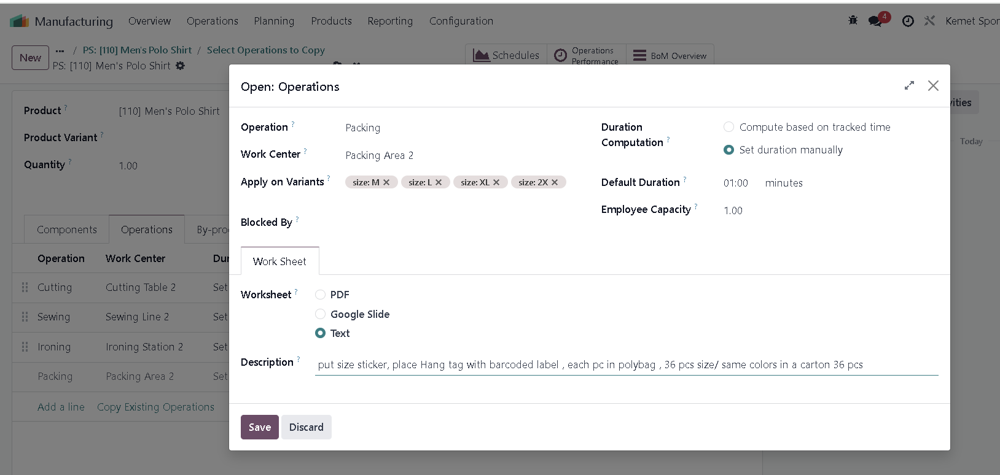 Manufacturing Overview Operations Planning Products Reporting Configuration 4 Kemet Spor
New ... / PS: [110] Men's Polo Shirt / Select Operations to Copy
PS: [110] Men's Polo Shirt
Schedules
Operations
Performance
BoM Overview
Open: Operations
Product ? [110] Men's Polo Shirt
Product Variant ?
Quantity ? 1.00
Today
Operation ? Packing
Work Center ? Packing Area 2
Apply on Variants ? size: M size: L size: XL size: 2X
Blocked By ?
Duration
Computation ?
Compute based on tracked time
Set duration manually
Default Duration ? 01:00 minutes
Employee Capacity ? 1.00
Components Operations By-pro
Operation Work Center Du
Cutting Cutting Table 2 Set
Sewing Sewing Line 2 Set
Ironing Ironing Station 2 Set
Packing Packing Area 2 Set
Add a line Copy Existing Operations
Work Sheet
Worksheet ? PDF
Google Slide
Text
Description ? put size sticker, place Hang tag with barcoded label , each pc in polybag , 36 pcs size/ same colors in a carton 36 pcs
Save Discard